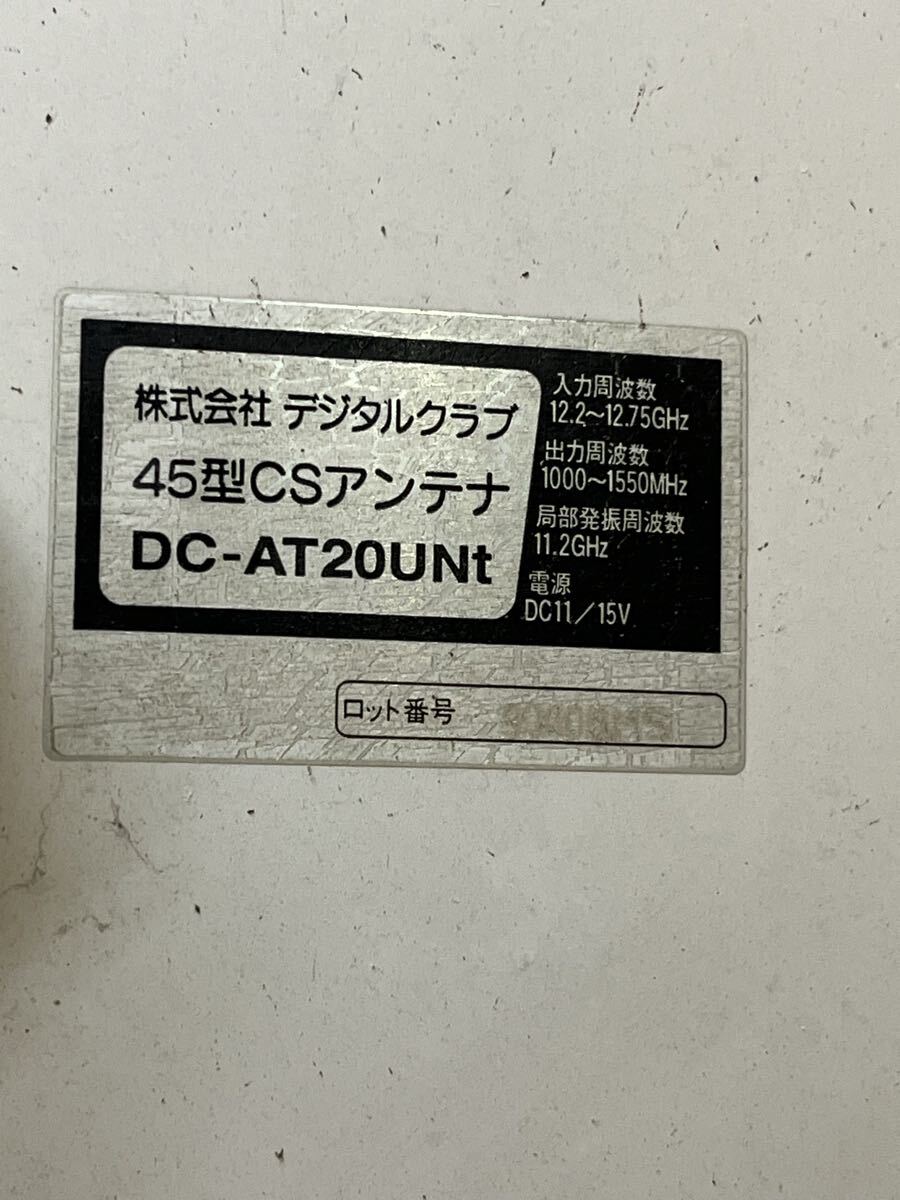 株式会社 デジタルクラブ
45型CSアンテナ
DC-AT20UNt
入力周波数
12.2〜12.75GHz
出力周波数
1000〜1550MHz
局部発振周波数
11.2GHz
電源
DC11／15V
ロット番号